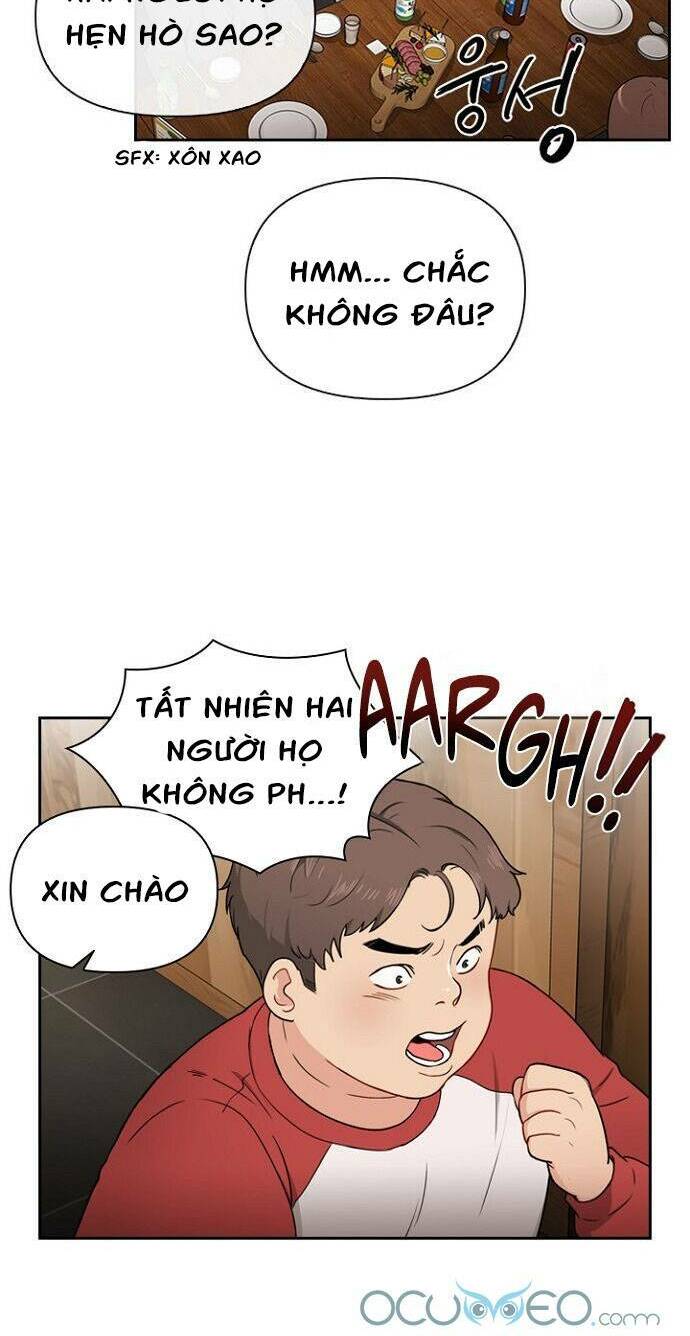 HẸN HÒ SAO?
웅성
SFX: XÔN XAO
HMM... CHẮC
KHÔNG ĐÂU?
TẤT NHIÊN HAI
NGƯỜI HỌ
KHÔNG PH...!
AARGH!!
XIN CHÀO
OCUMEO.comm